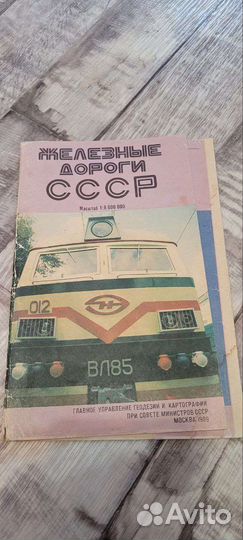 ЖЕЛЕЗНЫЕ
ДОРОГИ
СССР
Масштаб 1:8 000 000
012
ВЛ85
ГЛАВНОЕ УПРАВЛЕНИЕ ГЕОДЕЗИИ И КАРТОГРАФИИ
ПРИ СОВЕТЕ МИНИСТРОВ СССР
МОСКВА 1989
Avito